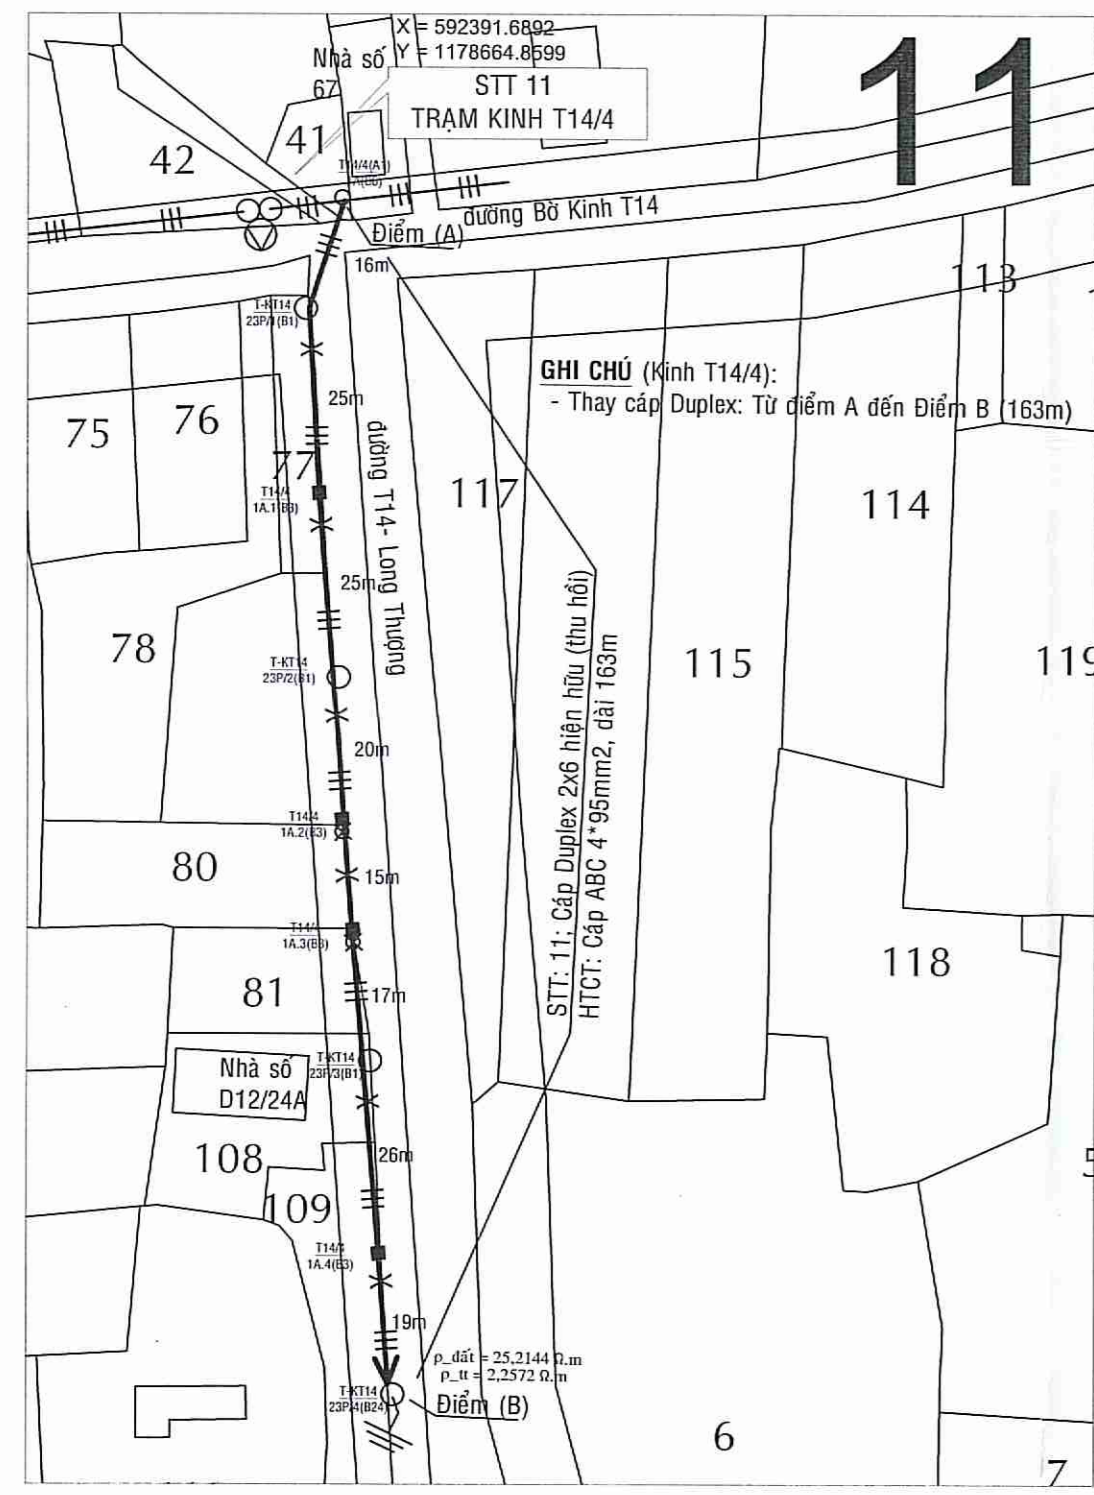 X = 592391.6892
Y = 1178664.8599
Nhà số
67
STT 11
TRẠM KINH T14/4
11
41
42
T14/4(A1)
đường Bờ Kinh T14
Điểm (A)
16m
113
T-KT14
23P/1(B1)
GHI CHÚ (Kinh T14/4):
- Thay cáp Duplex: Từ điểm A đến Điểm B (163m)
25m
75
76
77
T14/4
1A.1(B3)
đường T14- Long Thượng
117
114
25m
78
T-KT14
23P/2(B1)
115
119
STT: 11; Cáp Duplex 2x6 hiện hữu (thu hồi)
HTCT: Cáp ABC 4*95mm2, dài 163m
20m
T14/4
1A.2(B3)
80
15m
T14/4
1A.3(B3)
118
81
17m
Nhà số
D12/24A
T-KT14
23P/3(B1)
108
26m
109
T14/4
1A.4(B3)
19m
ρ_đất = 25,2144 Ω.m
ρ_tt = 2,2572 Ω.m
T-KT14
23P/4(B24)
Điểm (B)
6
7